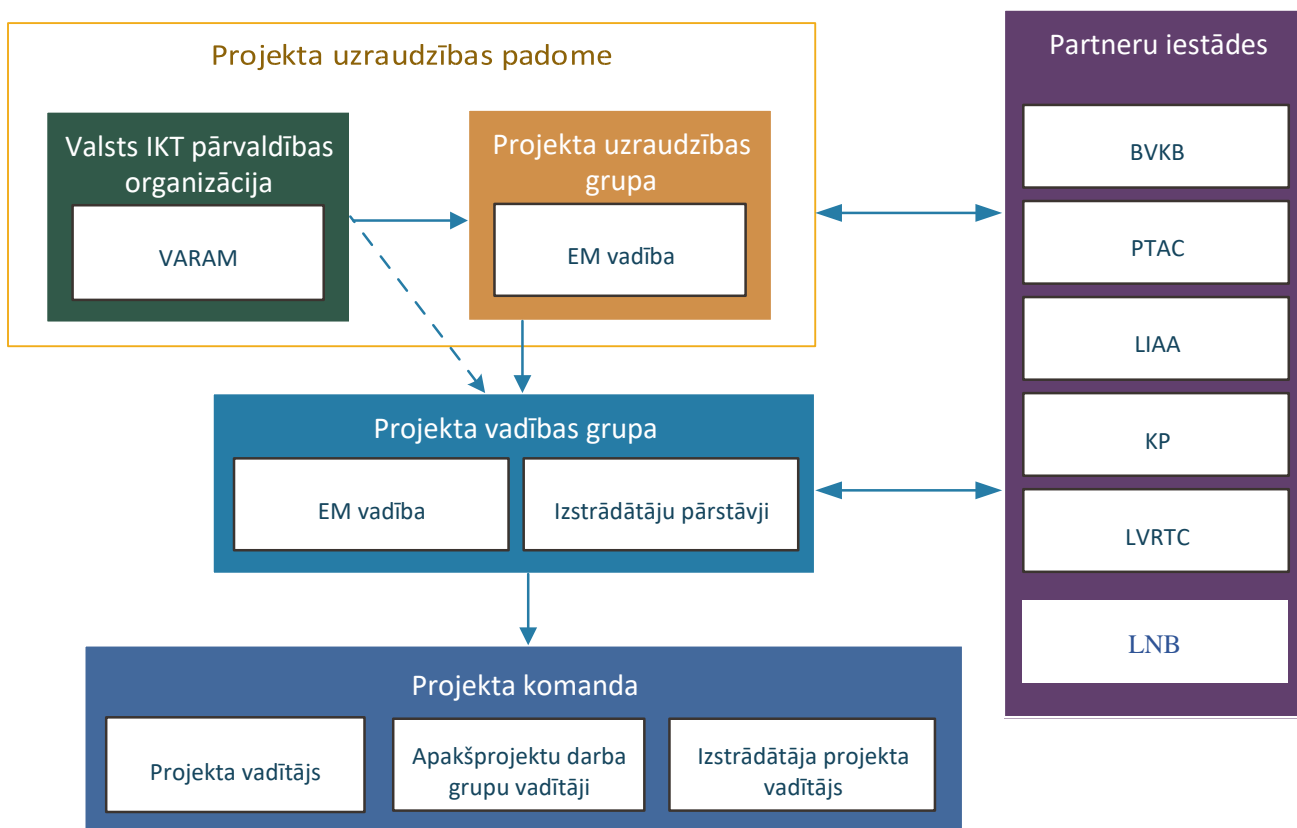 Projekta uzraudzības padome
Valsts IKT pārvaldības
organizācija
VARAM
Projekta uzraudzības
grupa
EM vadība
Projekta vadības grupa
EM vadība
Izstrādātāju pārstāvji
Projekta komanda
Projekta vadītājs
Apakšprojektu darba
grupu vadītāji
Izstrādātāja projekta
vadītājs
Partneru iestādes
BVKB
PTAC
LIAA
KP
LVRTC
LNB